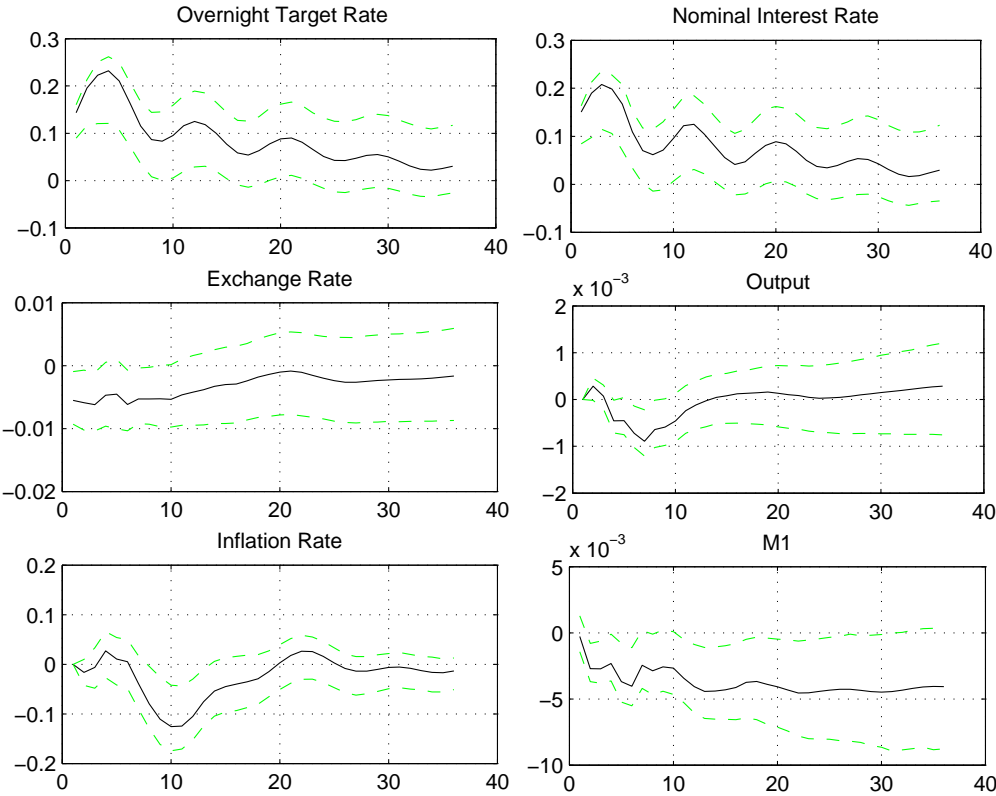 Overnight Target Rate
0.3
0.2
0.1
0
−0.1
0 10 20 30 40
Nominal Interest Rate
0.3
0.2
0.1
0
−0.1
0 10 20 30 40
Exchange Rate
0.01
0
−0.01
−0.02
0 10 20 30 40
Output
x 10⁻³
2
1
0
−1
−2
0 10 20 30 40
Inflation Rate
0.2
0.1
0
−0.1
−0.2
0 10 20 30 40
M1
x 10⁻³
5
0
−5
−10
0 10 20 30 40